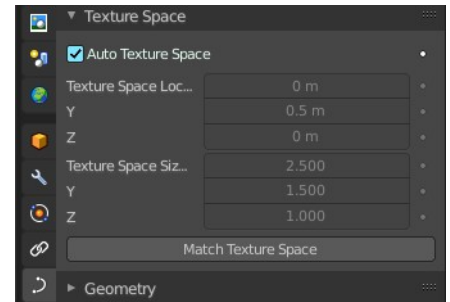 Texture Space
Auto Texture Space
Texture Space Loc... 0 m
Y 0.5 m
Z 0 m
Texture Space Siz... 2.500
Y 1.500
Z 1.000
Match Texture Space
Geometry